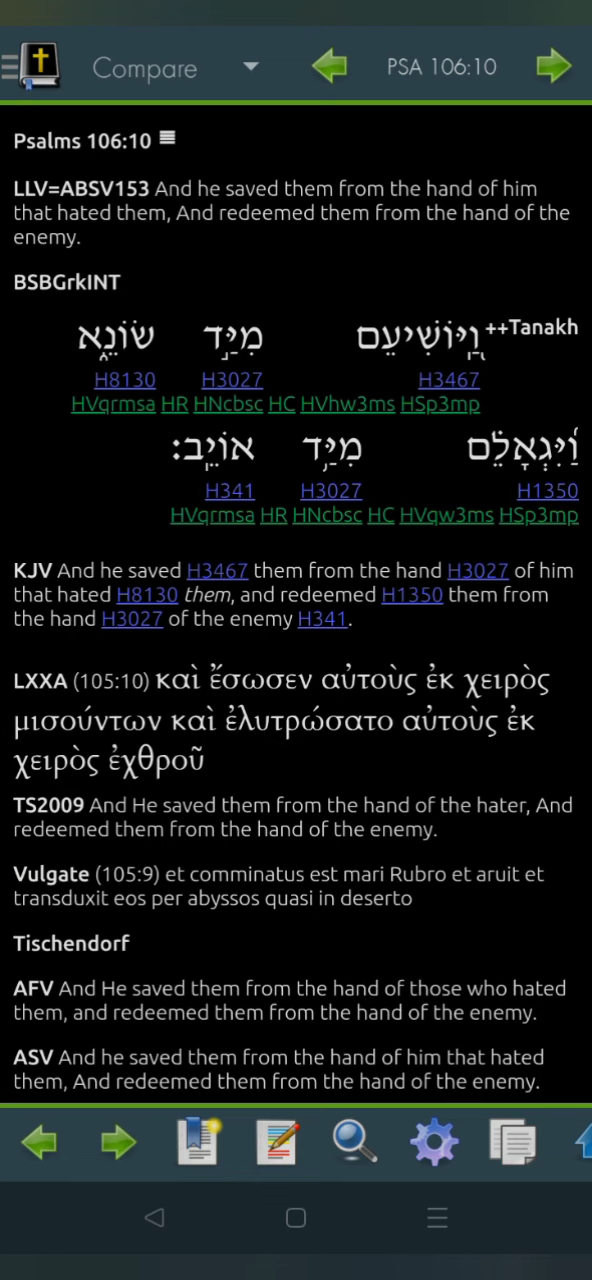 Compare
PSA 106:10
Psalms 106:10
LLV=ABSV153 And he saved them from the hand of him
that hated them, And redeemed them from the hand of the
enemy.
BSBGrkINT
++Tanakh וַֽ֭יּוֹשִׁיעֵם מִיַּ֣ד שׂוֹנֵ֑א
H3467 H3027 H8130
HVqrmsa HR HNcbsc HC HVhw3ms HSp3mp
וַ֝יִּגְאָלֵ֗ם מִיַּ֥ד אוֹיֵֽב׃
H1350 H3027 H341
HVqrmsa HR HNcbsc HC HVqw3ms HSp3mp
KJV And he saved H3467 them from the hand H3027 of him
that hated H8130 them, and redeemed H1350 them from
the hand H3027 of the enemy H341.
LXXA (105:10) καὶ ἔσωσεν αὐτοὺς ἐκ χειρὸς
μισούντων καὶ ἐλυτρώσατο αὐτοὺς ἐκ
χειρὸς ἐχθροῦ
TS2009 And He saved them from the hand of the hater, And
redeemed them from the hand of the enemy.
Vulgate (105:9) et comminatus est mari Rubro et aruit et
transduxit eos per abyssos quasi in deserto
Tischendorf
AFV And He saved them from the hand of those who hated
them, and redeemed them from the hand of the enemy.
ASV And he saved them from the hand of him that hated
them, And redeemed them from the hand of the enemy.